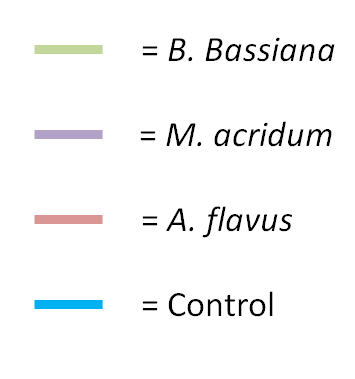 = B. Bassiana
= M. acridum
= A. flavus
= Control